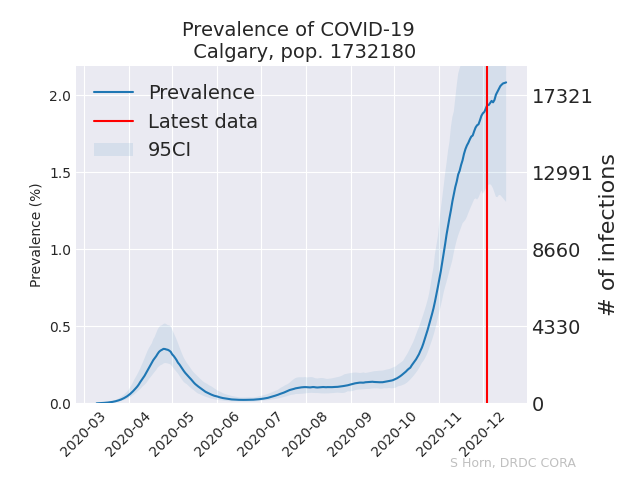 Prevalence of COVID-19
Calgary, pop. 1732180
Prevalence
Latest data
95CI
Prevalence (%)
2.0
1.5
1.0
0.5
0.0
17321
12991
8660
4330
0
# of infections
2020-03
2020-04
2020-05
2020-06
2020-07
2020-08
2020-09
2020-10
2020-11
2020-12
S Horn, DRDC CORA